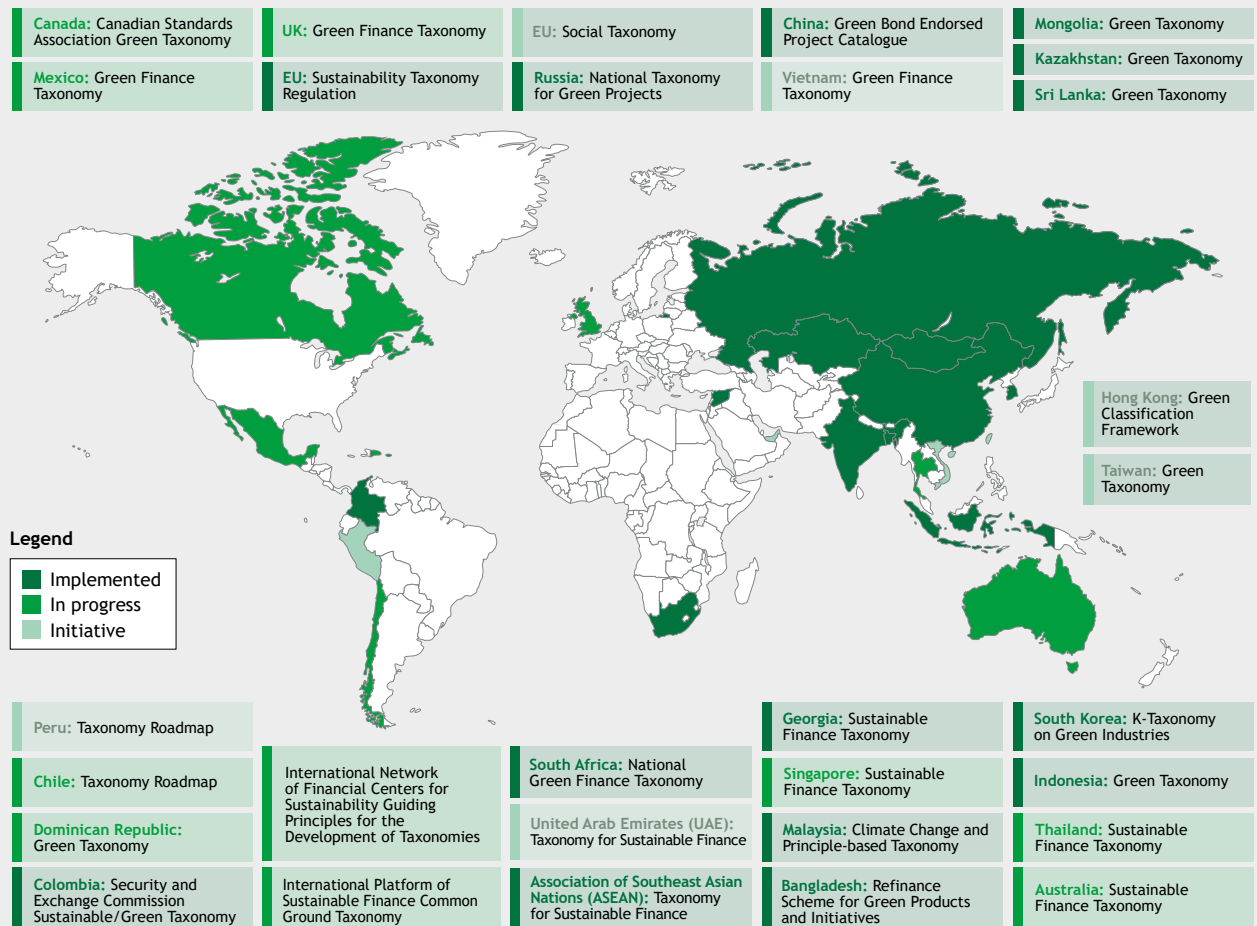 Canada: Canadian Standards
Association Green Taxonomy
Mexico: Green Finance
Taxonomy
UK: Green Finance Taxonomy
EU: Sustainability Taxonomy
Regulation
EU: Social Taxonomy
Russia: National Taxonomy
for Green Projects
China: Green Bond Endorsed
Project Catalogue
Vietnam: Green Finance
Taxonomy
Mongolia: Green Taxonomy
Kazakhstan: Green Taxonomy
Sri Lanka: Green Taxonomy
Hong Kong: Green
Classification
Framework
Taiwan: Green
Taxonomy
Legend
Implemented
In progress
Initiative
Peru: Taxonomy Roadmap
Chile: Taxonomy Roadmap
Dominican Republic:
Green Taxonomy
Colombia: Security and
Exchange Commission
Sustainable/Green Taxonomy
International Network
of Financial Centers for
Sustainability Guiding
Principles for the
Development of Taxonomies
International Platform of
Sustainable Finance Common
Ground Taxonomy
South Africa: National
Green Finance Taxonomy
United Arab Emirates (UAE):
Taxonomy for Sustainable Finance
Association of Southeast Asian
Nations (ASEAN): Taxonomy
for Sustainable Finance
Georgia: Sustainable
Finance Taxonomy
Singapore: Sustainable
Finance Taxonomy
Malaysia: Climate Change and
Principle-based Taxonomy
Bangladesh: Refinance
Scheme for Green Products
and Initiatives
South Korea: K-Taxonomy
on Green Industries
Indonesia: Green Taxonomy
Thailand: Sustainable
Finance Taxonomy
Australia: Sustainable
Finance Taxonomy